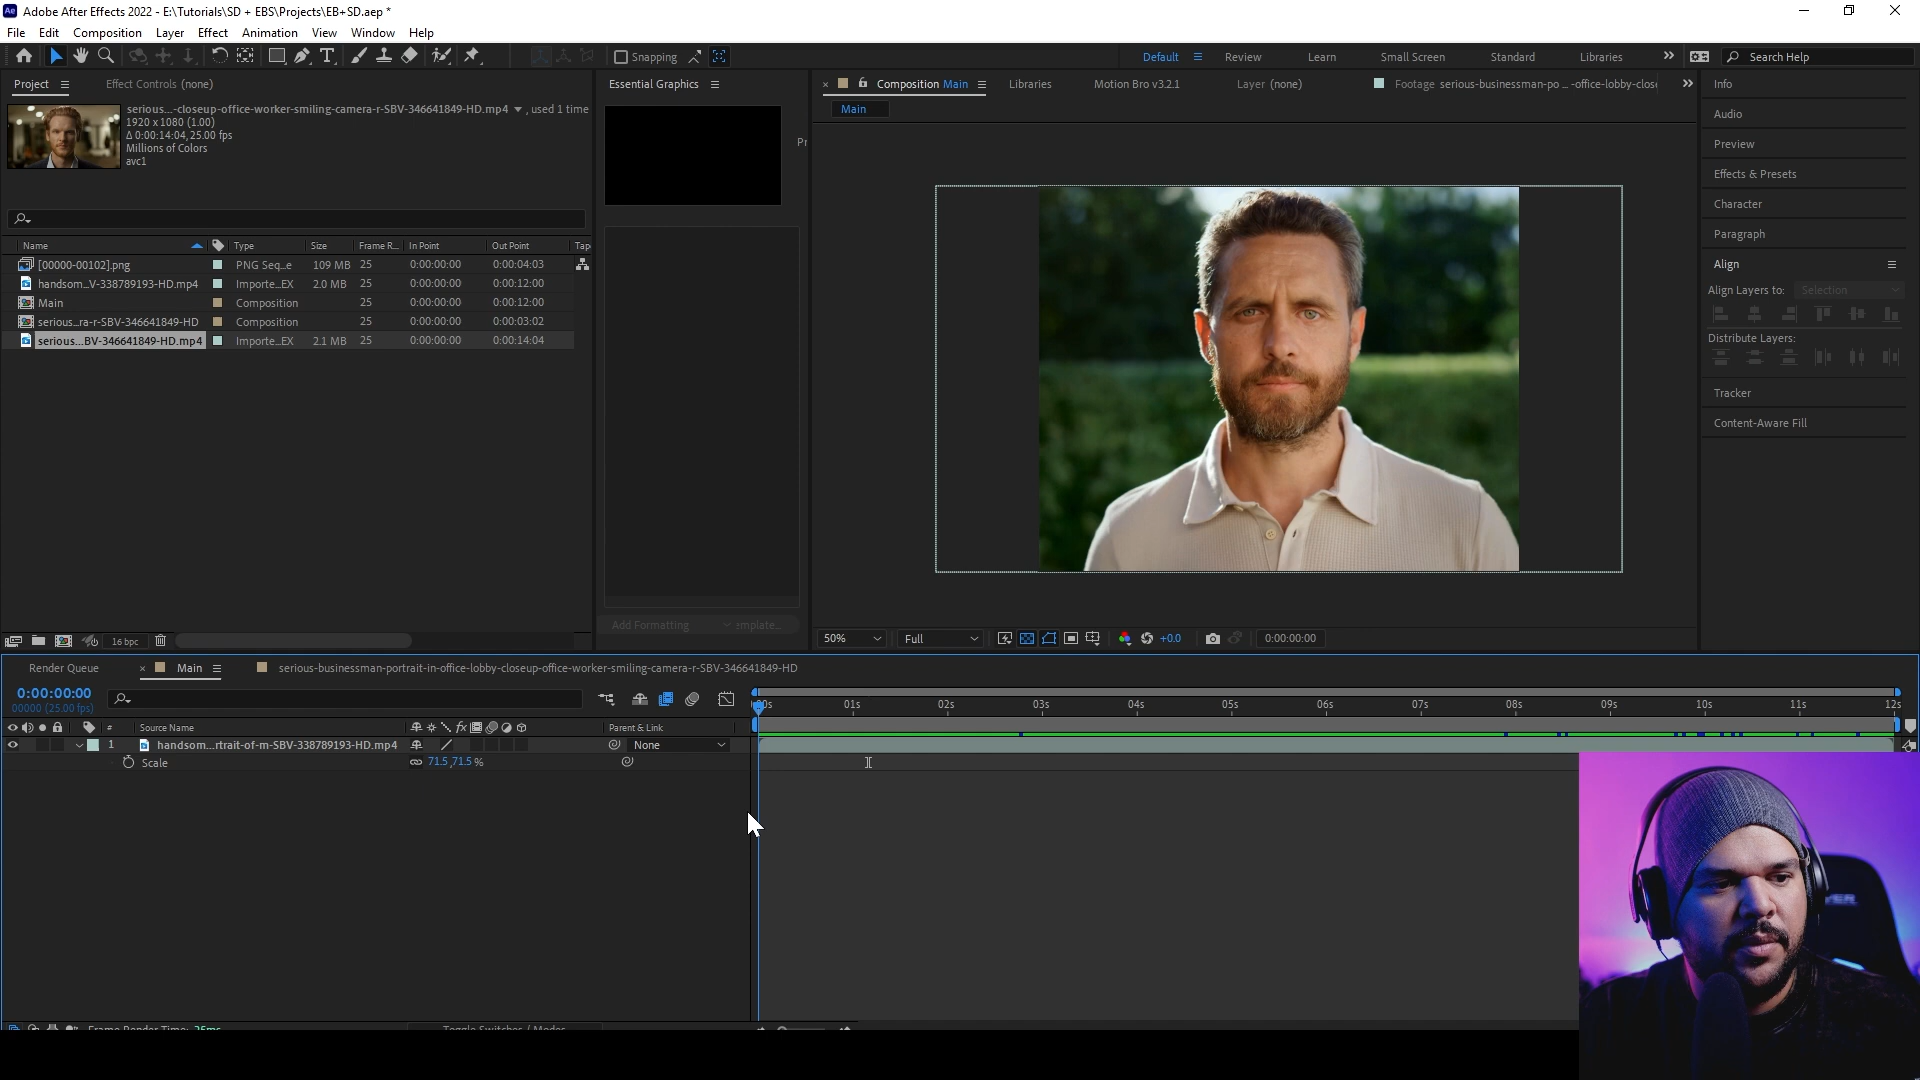 Adobe After Effects 2022 - E:\Tutorials\SD + EBS\Projects\EB+SD.aep *
File Edit Composition Layer Effect Animation View Window Help
Snapping Default Review Learn Small Screen Standard Libraries Search Help
Project Effect Controls (none)
serious...-closeup-office-worker-smiling-camera-r-SBV-346641849-HD.mp4 , used 1 time
1920 x 1080 (1.00)
Δ 0:00:14:04, 25.00 fps
Millions of Colors
avc1
Name Type Size Frame R... In Point Out Point Tap
[00000-00102].png PNG Seq...e 109 MB 25 0:00:00:00 0:00:04:03
handsom...V-338789193-HD.mp4 Importe...EX 2.0 MB 25 0:00:00:00 0:00:12:00
Main Composition 25 0:00:00:00 0:00:12:00
serious...ra-r-SBV-346641849-HD Composition 25 0:00:00:00 0:00:03:02
serious...BV-346641849-HD.mp4 Importe...EX 2.1 MB 25 0:00:00:00 0:00:14:04
16 bpc
Essential Graphics
Pr
Add Formatting emplate...
Composition Main Libraries Motion Bro v3.2.1 Layer (none) Footage serious-businessman-po ... -office-lobby-close
Main
50% Full +0.0 0:00:00:00
Info
Audio
Preview
Effects & Presets
Character
Paragraph
Align
Align Layers to: Selection
Distribute Layers:
Tracker
Content-Aware Fill
Render Queue Main serious-businessman-portrait-in-office-lobby-closeup-office-worker-smiling-camera-r-SBV-346641849-HD
0:00:00:00
00000 (25.00 fps)
00s 01s 02s 03s 04s 05s 06s 07s 08s 09s 10s 11s 12s
# Source Name Parent & Link
1 handsom...rtrait-of-m-SBV-338789193-HD.mp4 None
Scale 71.5,71.5 %
Frame Render Time: 26ms Toggle Switches / Modes